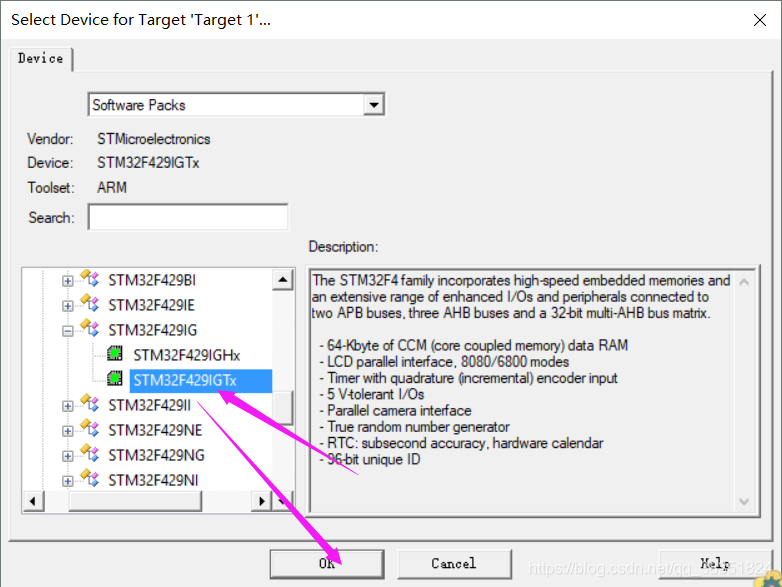 Select Device for Target 'Target 1'...
Device
Software Packs
Vendor: STMicroelectronics
Device: STM32F429IGTx
Toolset: ARM
Search:
Description:
STM32F429BI
STM32F429IE
STM32F429IG
STM32F429IGHx
STM32F429IGTx
STM32F429II
STM32F429NE
STM32F429NG
STM32F429NI
The STM32F4 family incorporates high-speed embedded memories and
an extensive range of enhanced I/Os and peripherals connected to
two APB buses, three AHB buses and a 32-bit multi-AHB bus matrix.
- 64-Kbyte of CCM (core coupled memory) data RAM
- LCD parallel interface, 8080/6800 modes
- Timer with quadrature (incremental) encoder input
- 5 V-tolerant I/Os
- Parallel camera interface
- True random number generator
- RTC: subsecond accuracy, hardware calendar
- 96-bit unique ID
OK
Cancel
Help